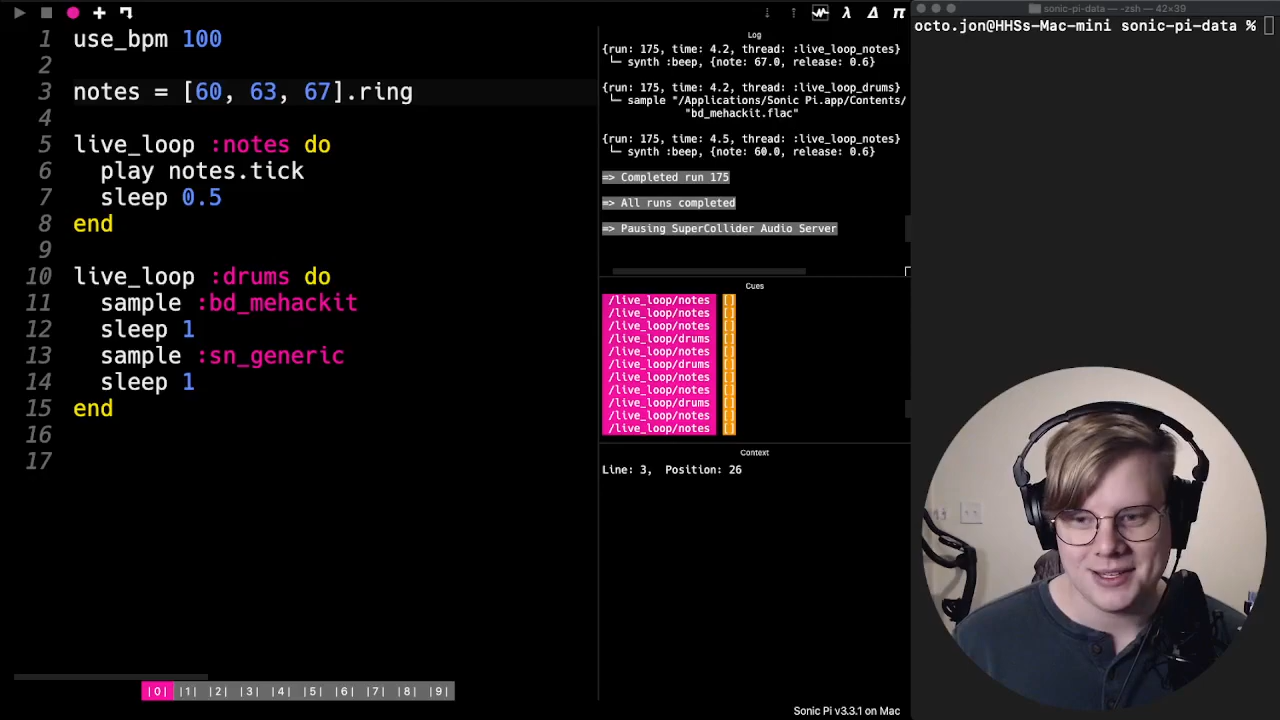 sonic-pi-data — -zsh — 42×39
octo.jon@HHSs-Mac-mini sonic-pi-data %
1 use_bpm 100
2
3 notes = [60, 63, 67].ring
4
5 live_loop :notes do
6 play notes.tick
7 sleep 0.5
8 end
9
10 live_loop :drums do
11 sample :bd_mehackit
12 sleep 1
13 sample :sn_generic
14 sleep 1
15 end
16
17
|0| |1| |2| |3| |4| |5| |6| |7| |8| |9|
Log
{run: 175, time: 4.2, thread: :live_loop_notes}
└─ synth :beep, {note: 67.0, release: 0.6}
{run: 175, time: 4.2, thread: :live_loop_drums}
└─ sample "/Applications/Sonic Pi.app/Contents/
"bd_mehackit.flac"
{run: 175, time: 4.5, thread: :live_loop_notes}
└─ synth :beep, {note: 60.0, release: 0.6}
=> Completed run 175
=> All runs completed
=> Pausing SuperCollider Audio Server
Cues
/live_loop/notes []
/live_loop/notes []
/live_loop/notes []
/live_loop/drums []
/live_loop/notes []
/live_loop/drums []
/live_loop/notes []
/live_loop/notes []
/live_loop/drums []
/live_loop/notes []
/live_loop/notes []
Context
Line: 3, Position: 26
Sonic Pi v3.3.1 on Mac